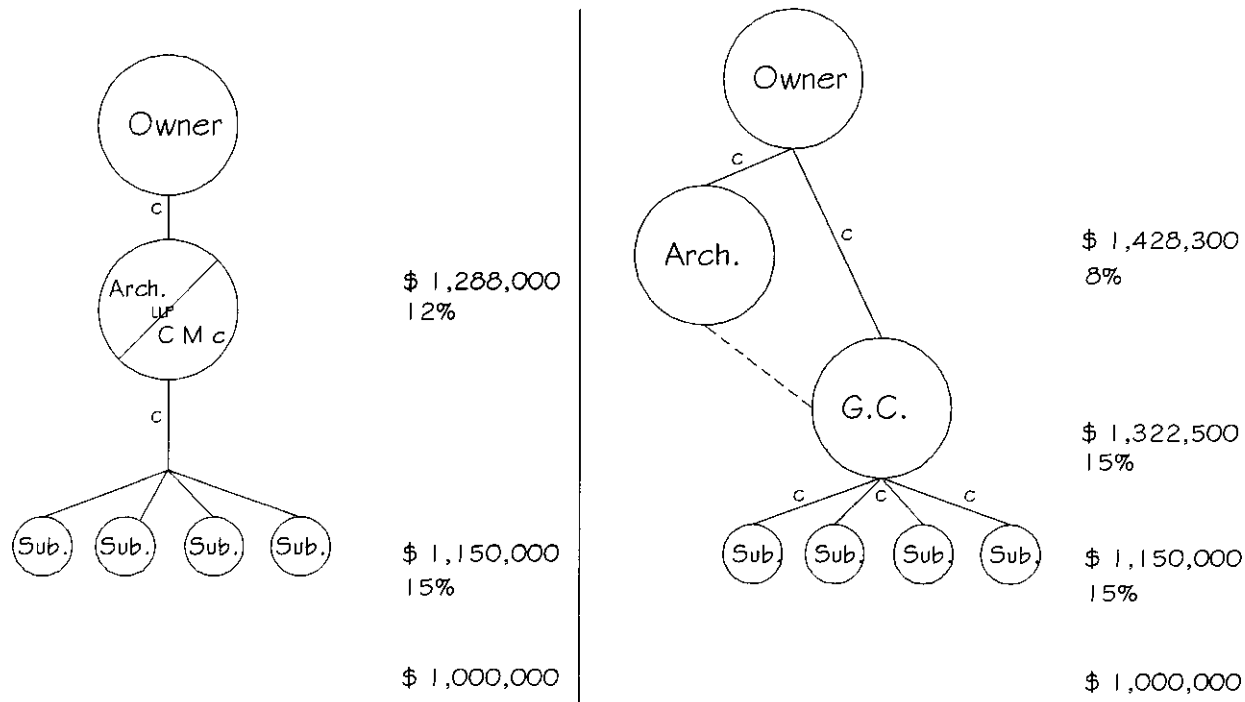 Owner
c
Arch.
LLP
C M c
c
Sub. Sub. Sub. Sub.
$ 1,288,000
12%
$ 1,150,000
15%
$ 1,000,000
Owner
c
c
Arch.
G.C.
c c c
Sub. Sub. Sub. Sub.
$ 1,428,300
8%
$ 1,322,500
15%
$ 1,150,000
15%
$ 1,000,000